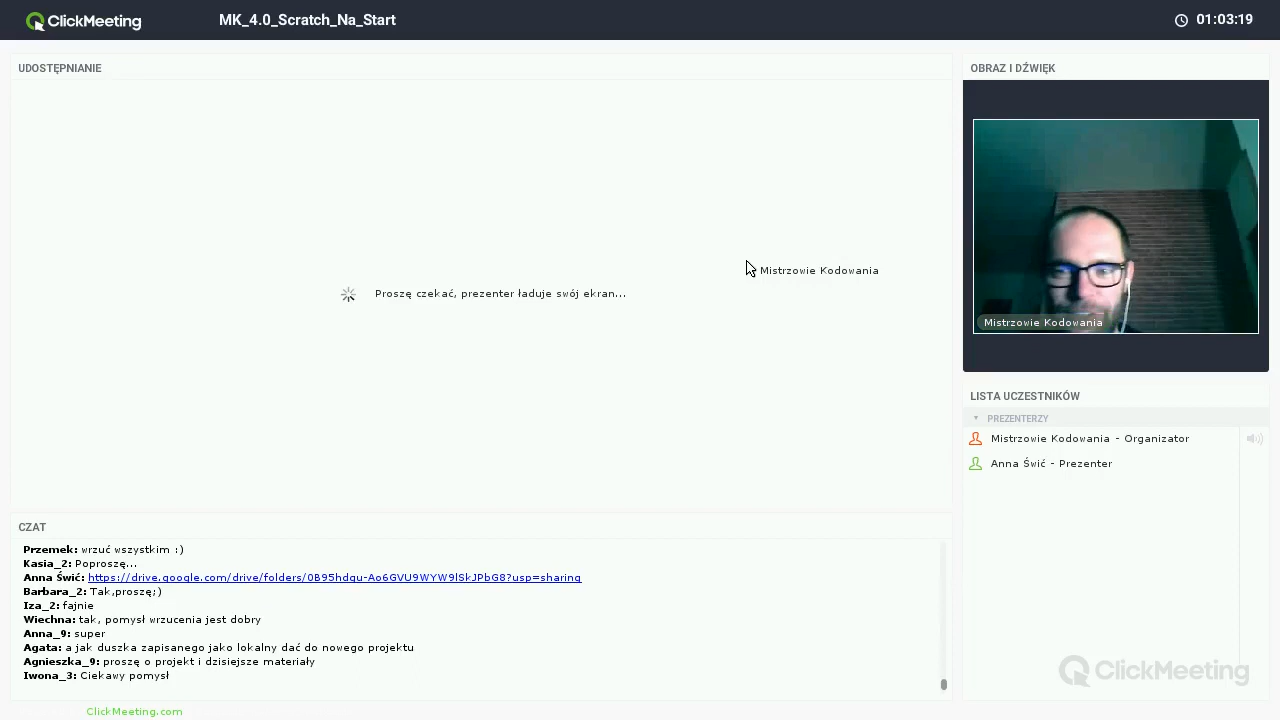 ClickMeeting
MK_4.0_Scratch_Na_Start
01:03:19
UDOSTĘPNIANIE
Mistrzowie Kodowania
Proszę czekać, prezenter ładuje swój ekran...
OBRAZ I DŹWIĘK
Mistrzowie Kodowania
LISTA UCZESTNIKÓW
PREZENTERZY
Mistrzowie Kodowania - Organizator
Anna Świć - Prezenter
CZAT
Przemek: wrzuć wszystkim :)
Kasia_2: Poproszę...
Anna Świć: https://drive.google.com/drive/folders/0B95hdqu-Ao6GVU9WYW9lSkJPbG8?usp=sharing
Barbara_2: Tak,proszę;)
Iza_2: fajnie
Wiechna: tak, pomysł wrzucenia jest dobry
Anna_9: super
Agata: a jak duszka zapisanego jako lokalny dać do nowego projektu
Agnieszka_9: proszę o projekt i dzisiejsze materiały
Iwona_3: Ciekawy pomysł
ClickMeeting
ClickMeeting.com